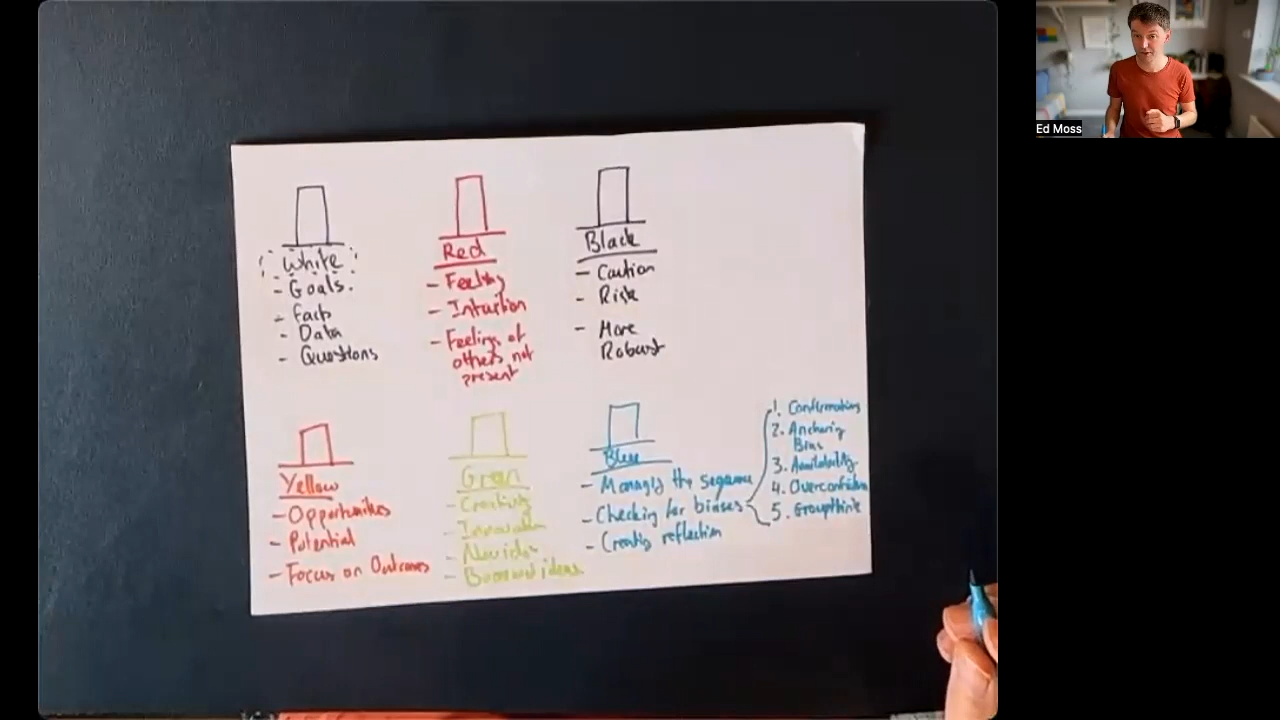 White
- Goals.
- Facts
- Data
- Questions
Red
- Feelings
- Intuition
- Feelings of
others not
present
Black
- Caution
- Risk
- More
Robust
Yellow
- Opportunities
- Potential
- Focus on Outcomes
Green
- Creativity
- Innovation
- New ideas
- Borrowed ideas
Blue
- Managing the sequence
- Checking for biases
- Creating reflection
1. Confirmation
2. Anchoring
Bias
3. Availability
4. Overconfidence
5. Groupthink
Ed Moss